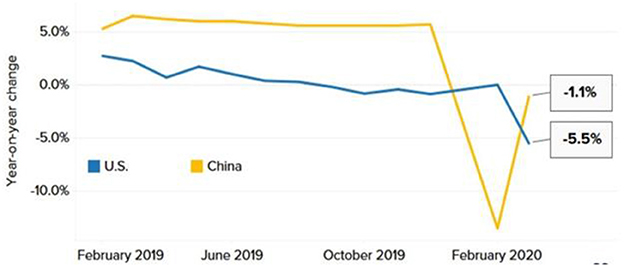 5.0%
0.0%
-5.0%
-10.0%
Year-on-year change
-1.1%
-5.5%
U.S. China
February 2019 June 2019 October 2019 February 2020